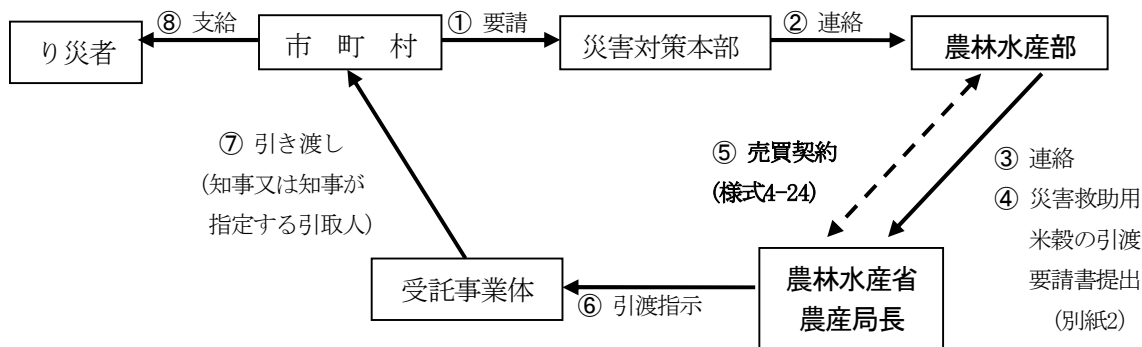 ⑧ 支給
① 要請
② 連絡
り災者
市 町 村
災害対策本部
農林水産部
⑦ 引き渡し
(知事又は知事が
指定する引取人)
⑤ 売買契約
(様式4-24)
③ 連絡
④ 災害救助用
米穀の引渡
要請書提出
(別紙2)
受託事業体
⑥ 引渡指示
農林水産省
農産局長